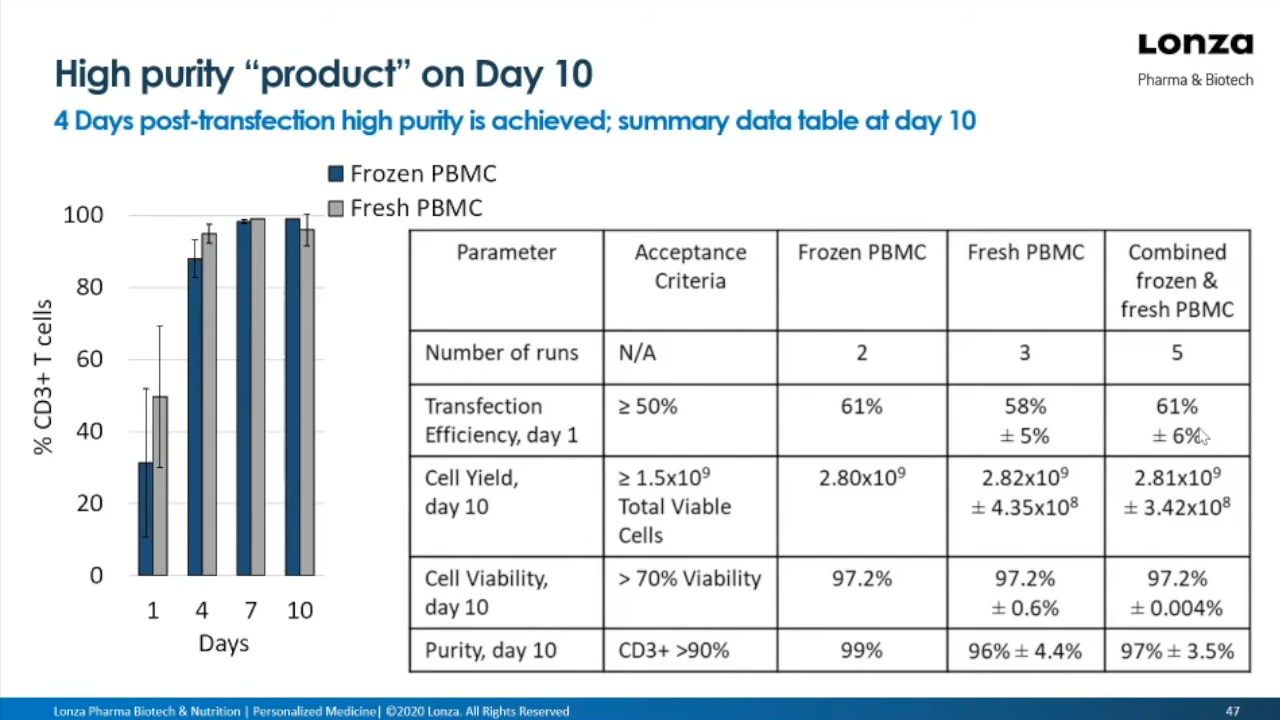 Lonza
Pharma & Biotech
High purity “product” on Day 10
4 Days post-transfection high purity is achieved; summary data table at day 10
Frozen PBMC
Fresh PBMC
100
80
60
40
20
0
% CD3+ T cells
1 4 7 10
Days
Parameter
Acceptance
Criteria
Frozen PBMC
Fresh PBMC
Combined
frozen &
fresh PBMC
Number of runs
N/A
2
3
5
Transfection
Efficiency, day 1
≥ 50%
61%
58%
± 5%
61%
± 6%
Cell Yield,
day 10
≥ 1.5x10⁹
Total Viable
Cells
2.80x10⁹
2.82x10⁹
± 4.35x10⁸
2.81x10⁹
± 3.42x10⁸
Cell Viability,
day 10
> 70% Viability
97.2%
97.2%
± 0.6%
97.2%
± 0.004%
Purity, day 10
CD3+ >90%
99%
96% ± 4.4%
97% ± 3.5%
Lonza Pharma Biotech & Nutrition | Personalized Medicine| ©2020 Lonza. All Rights Reserved
47